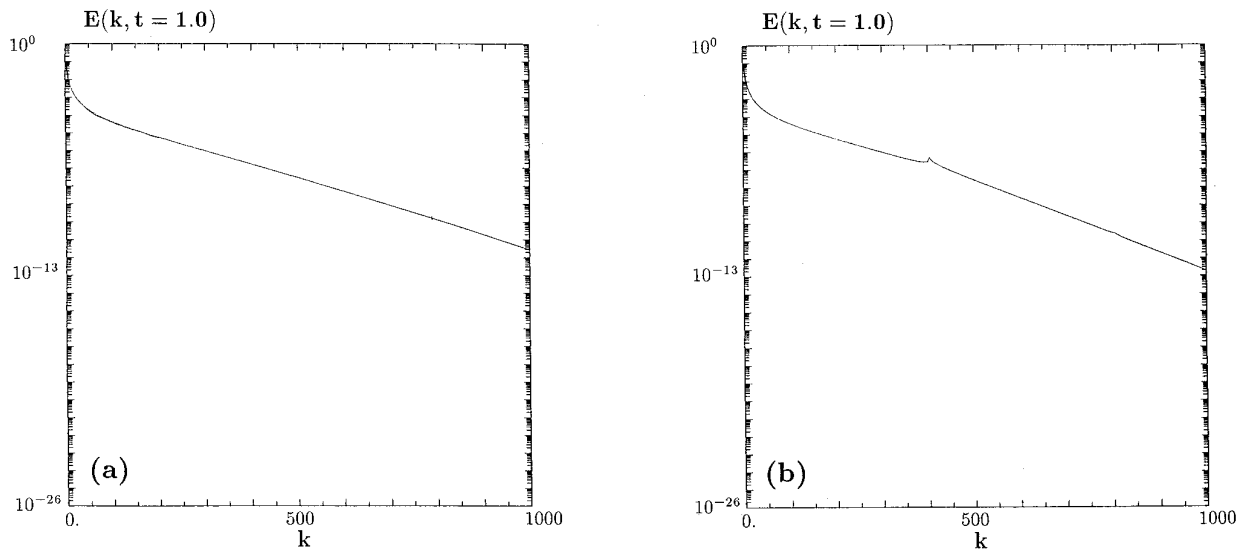 E(k, t = 1.0)
10^0
10^-13
10^-26
(a)
0. 500 1000
k
E(k, t = 1.0)
10^0
10^-13
10^-26
(b)
0. 500 1000
k